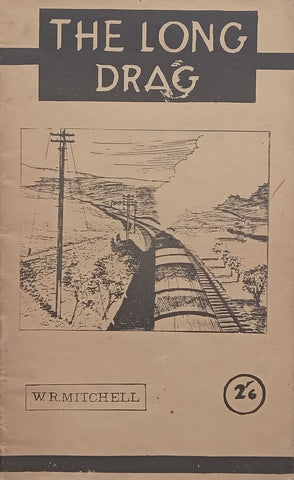 THE LONG
DRAG
W. R. MITCHELL
2'6